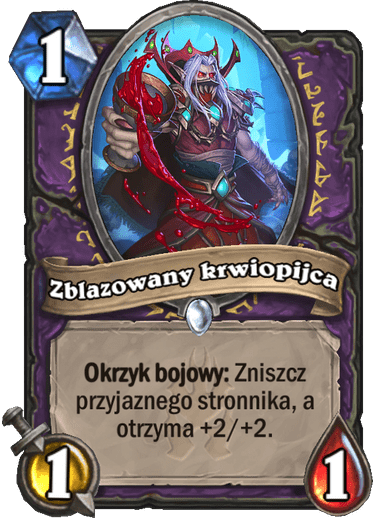 1
Zblazowany krwiopijca
Okrzyk bojowy: Zniszcz
przyjaznego stronnika, a
otrzyma +2/+2.
1
1